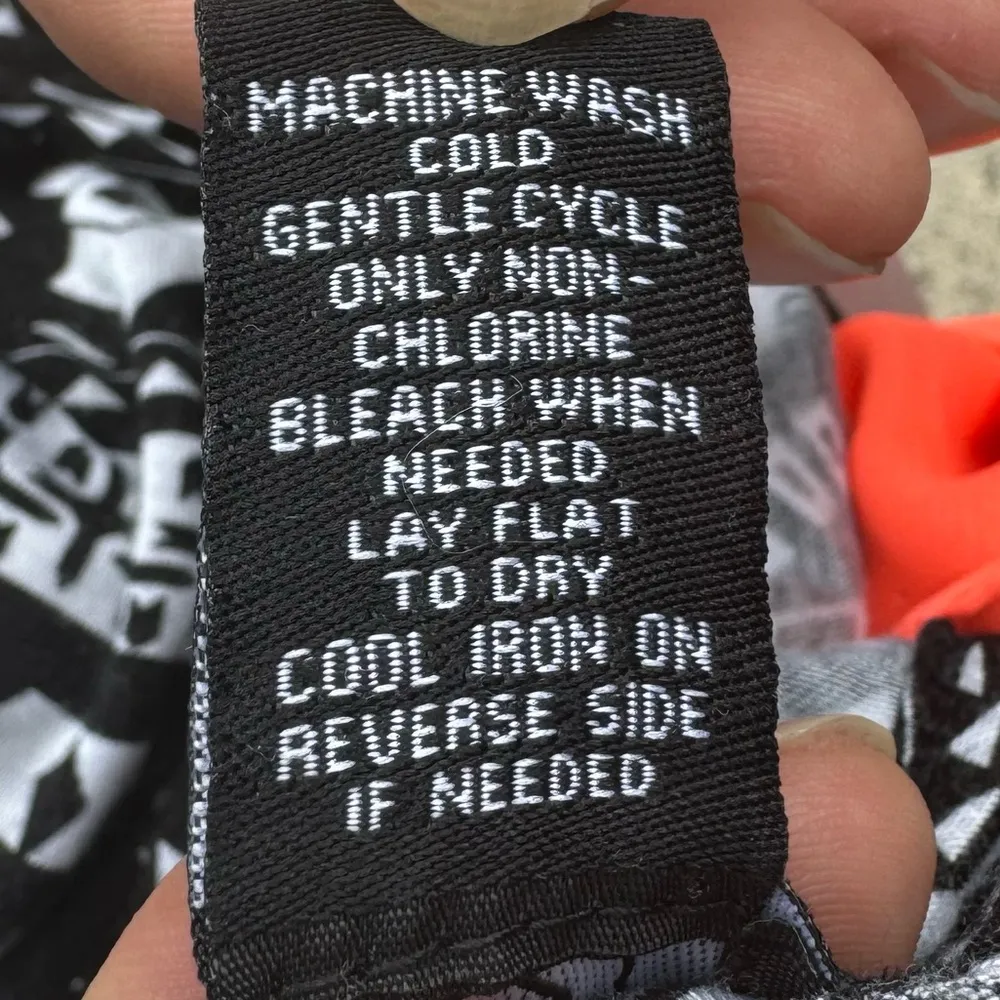 MACHINE WASH
COLD
GENTLE CYCLE
ONLY NON-
CHLORINE
BLEACH WHEN
NEEDED
LAY FLAT
TO DRY
COOL IRON ON
REVERSE SIDE
IF NEEDED